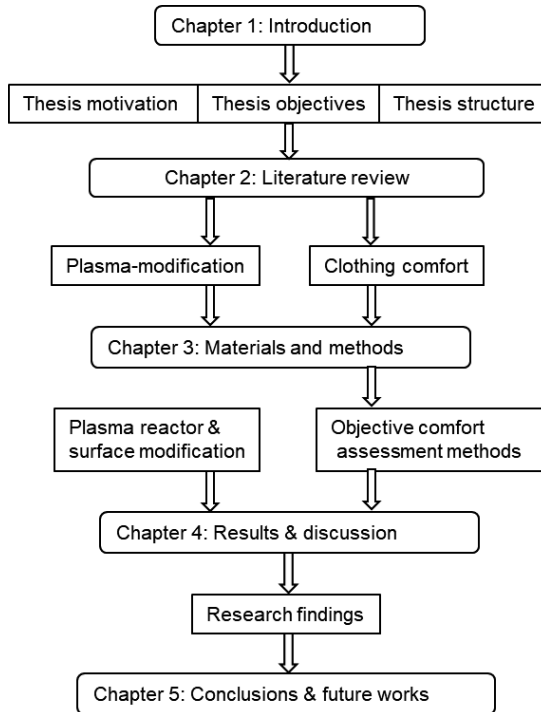 Chapter 1: Introduction
Thesis motivation
Thesis objectives
Thesis structure
Chapter 2: Literature review
Plasma-modification
Clothing comfort
Chapter 3: Materials and methods
Plasma reactor &
surface modification
Objective comfort
assessment methods
Chapter 4: Results & discussion
Research findings
Chapter 5: Conclusions & future works